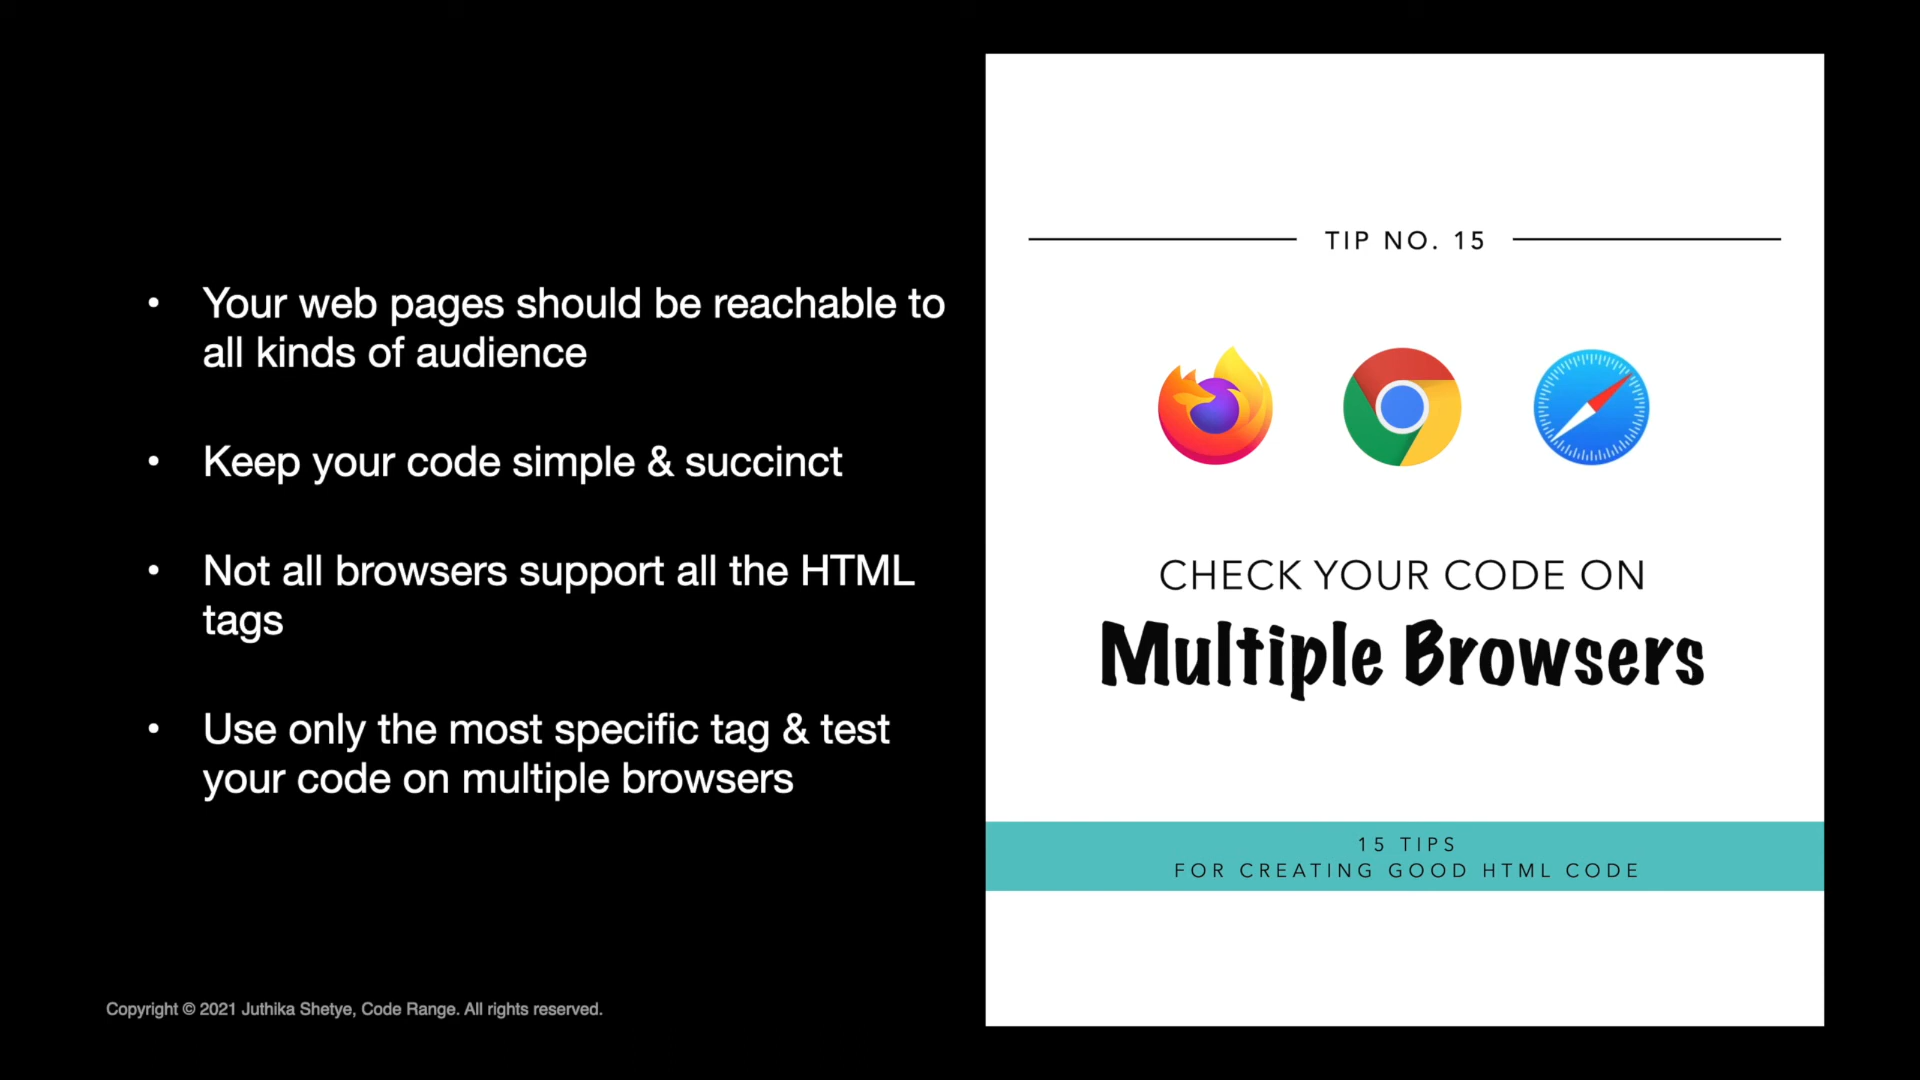 • Your web pages should be reachable to
all kinds of audience
• Keep your code simple & succinct
• Not all browsers support all the HTML
tags
• Use only the most specific tag & test
your code on multiple browsers
Copyright © 2021 Juthika Shetye, Code Range. All rights reserved.
TIP NO. 15
CHECK YOUR CODE ON
Multiple Browsers
15 TIPS
FOR CREATING GOOD HTML CODE